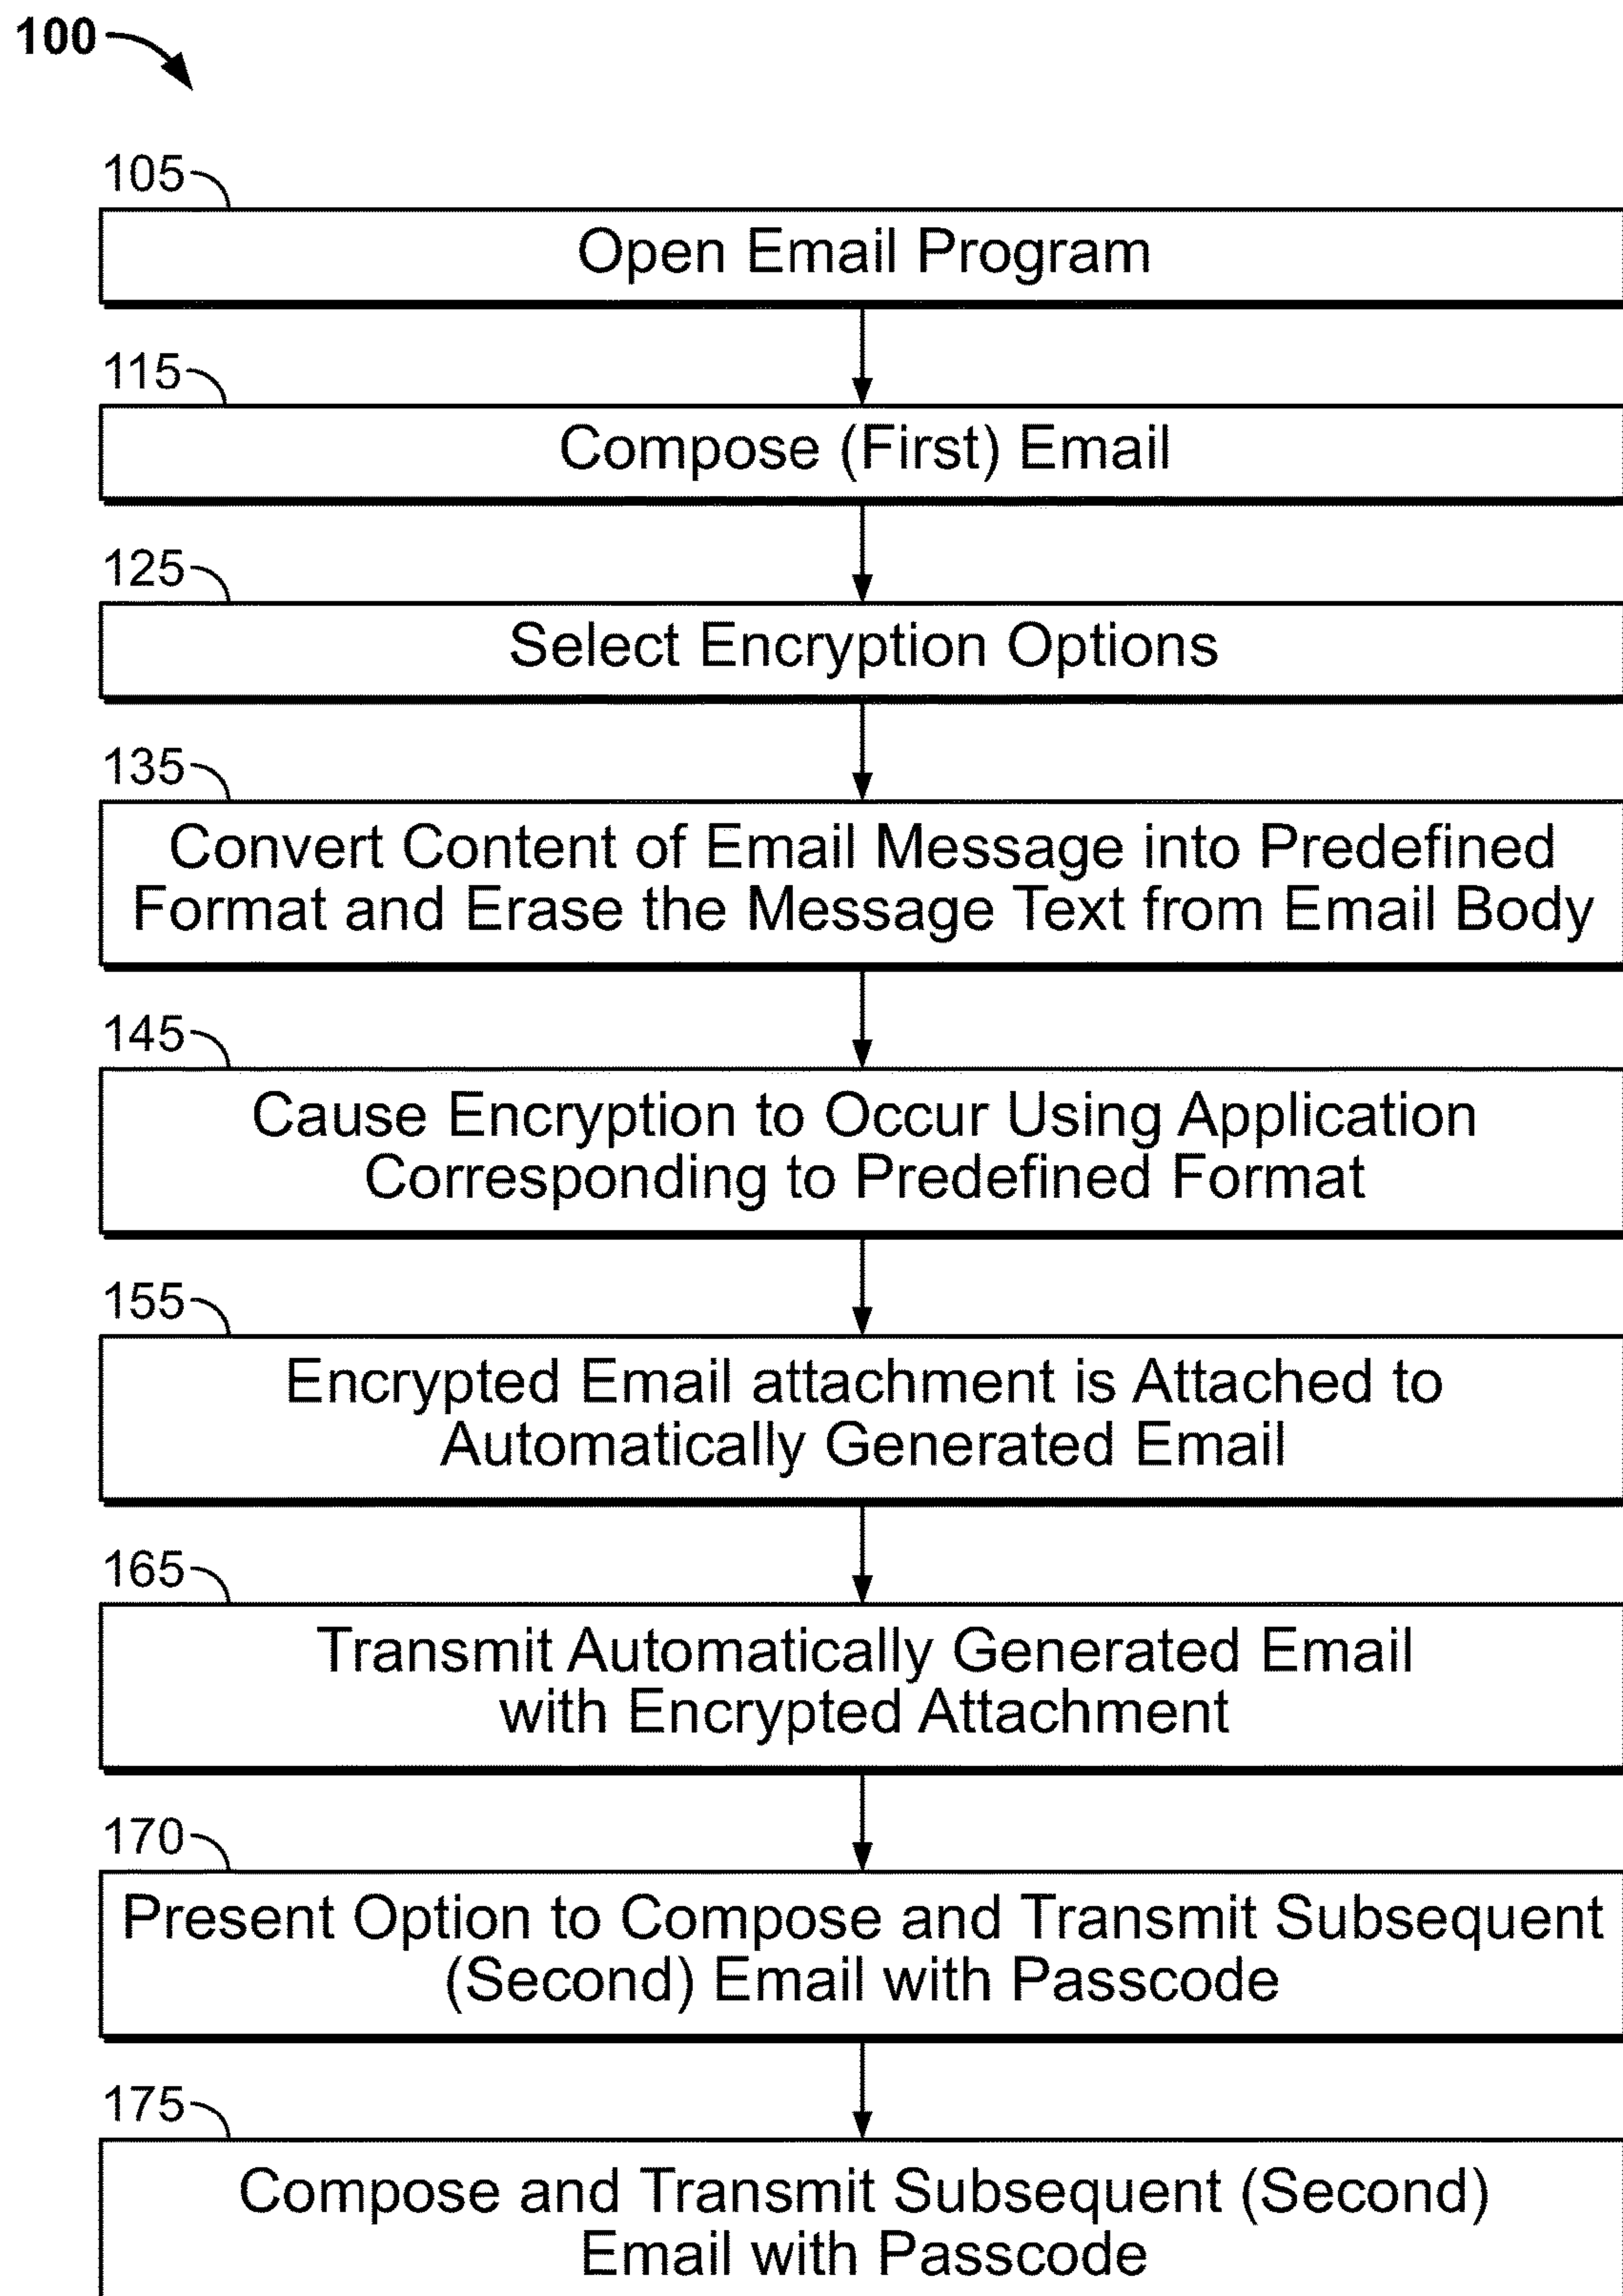 100
105
Open Email Program
115
Compose (First) Email
125
Select Encryption Options
135
Convert Content of Email Message into Predefined
Format and Erase the Message Text from Email Body
145
Cause Encryption to Occur Using Application
Corresponding to Predefined Format
155
Encrypted Email attachment is Attached to
Automatically Generated Email
165
Transmit Automatically Generated Email
with Encrypted Attachment
170
Present Option to Compose and Transmit Subsequent
(Second) Email with Passcode
175
Compose and Transmit Subsequent (Second)
Email with Passcode